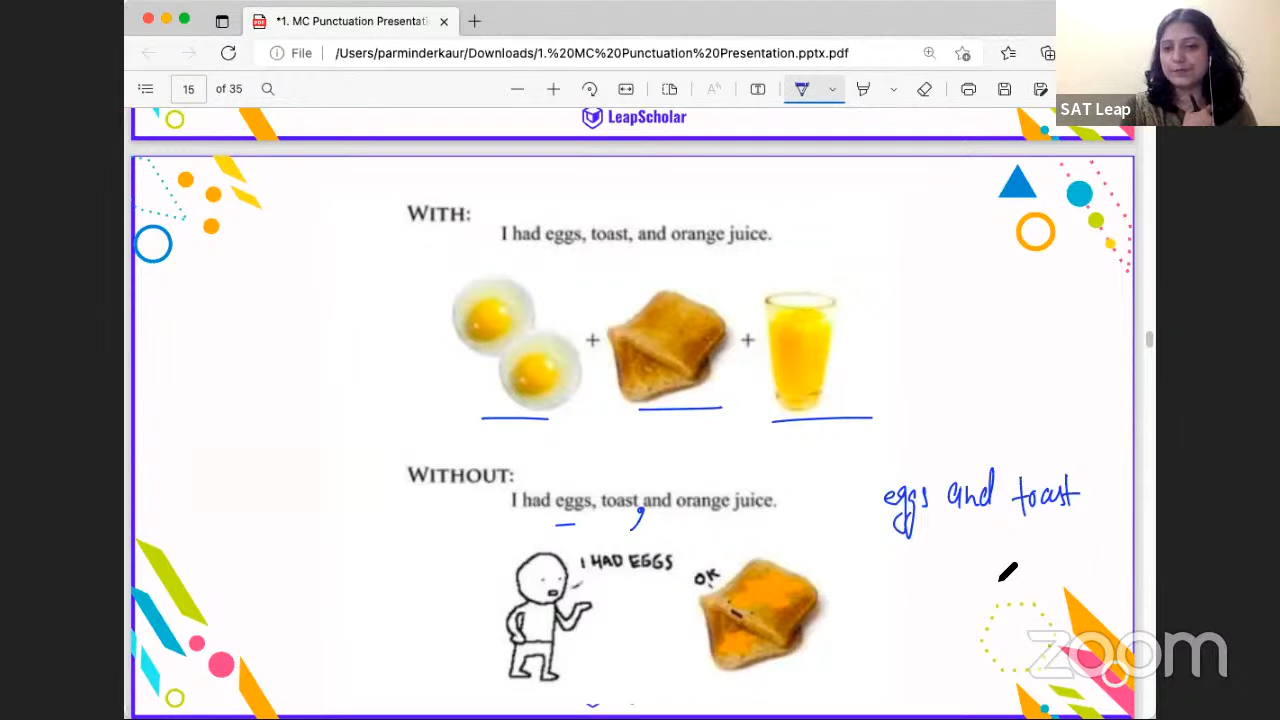 *1. MC Punctuation Presentati
File
/Users/parminderkaur/Downloads/1.%20MC%20Punctuation%20Presentation.pptx.pdf
15 of 35
SAT Leap
LeapScholar
WITH:
I had eggs, toast, and orange juice.
+ +
WITHOUT:
I had eggs, toast, and orange juice.
eggs and toast
I HAD EGGS
OK
zoom